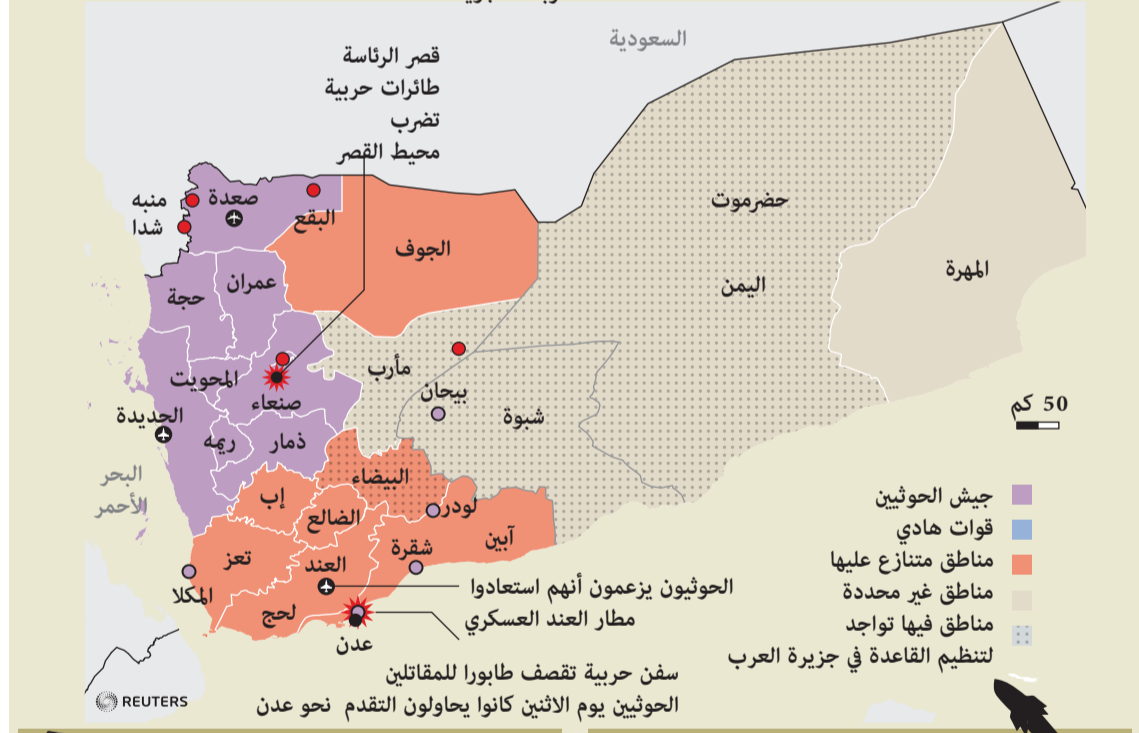 السعودية
قصر الرئاسة
طائرات حربية
تضرب
محيط القصر
منبه
شدا
صعدة
البقع
الجوف
حضرموت
اليمن
المهرة
عمران
حجة
مأرب
بيحان
شبوة
المحويت
صنعاء
الحديدة
ريمه
ذمار
البحر
الأحمر
البيضاء
إب
الضالع
لودر
آبين
شقرة
تعز
العند
المكلا
لحج
عدن
50 كم
جيش الحوثيين
قوات هادي
مناطق متنازع عليها
مناطق غير محددة
مناطق فيها تواجد
لتنظيم القاعدة في جزيرة العرب
الحوثيون يزعمون أنهم استعادوا
مطار العند العسكري
سفن حربية تقصف طابورا للمقاتلين
الحوثيين يوم الاثنين كانوا يحاولون التقدم نحو عدن
REUTERS